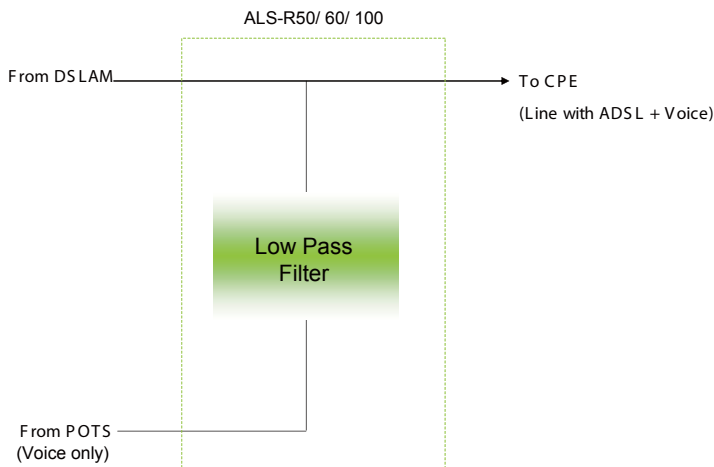 ALS-R50/ 60/ 100
From DSLAM
To CPE
(Line with ADSL + Voice)
Low Pass
Filter
From POTS
(Voice only)